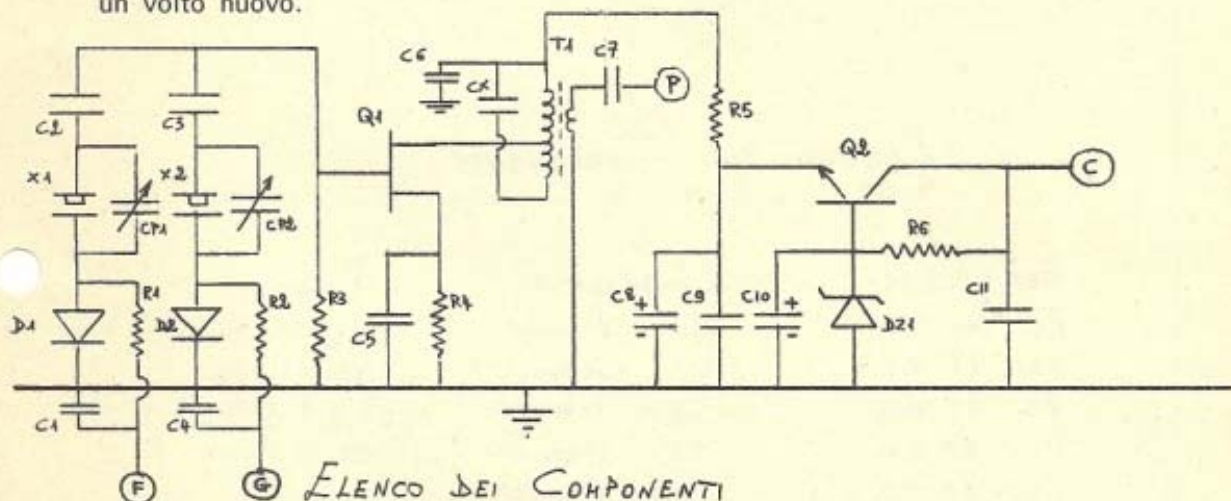 un volto nuovo.
C6
T1
C7
P
CX
C2
C3
Q1
R5
Q2
C
X1
X2
CP1
CP2
R6
R1
R2
R3
R4
C8
C9
C10
C11
D1
D2
C5
DZ1
C1
C4
F
G
ELENCO DEI COMPONENTI